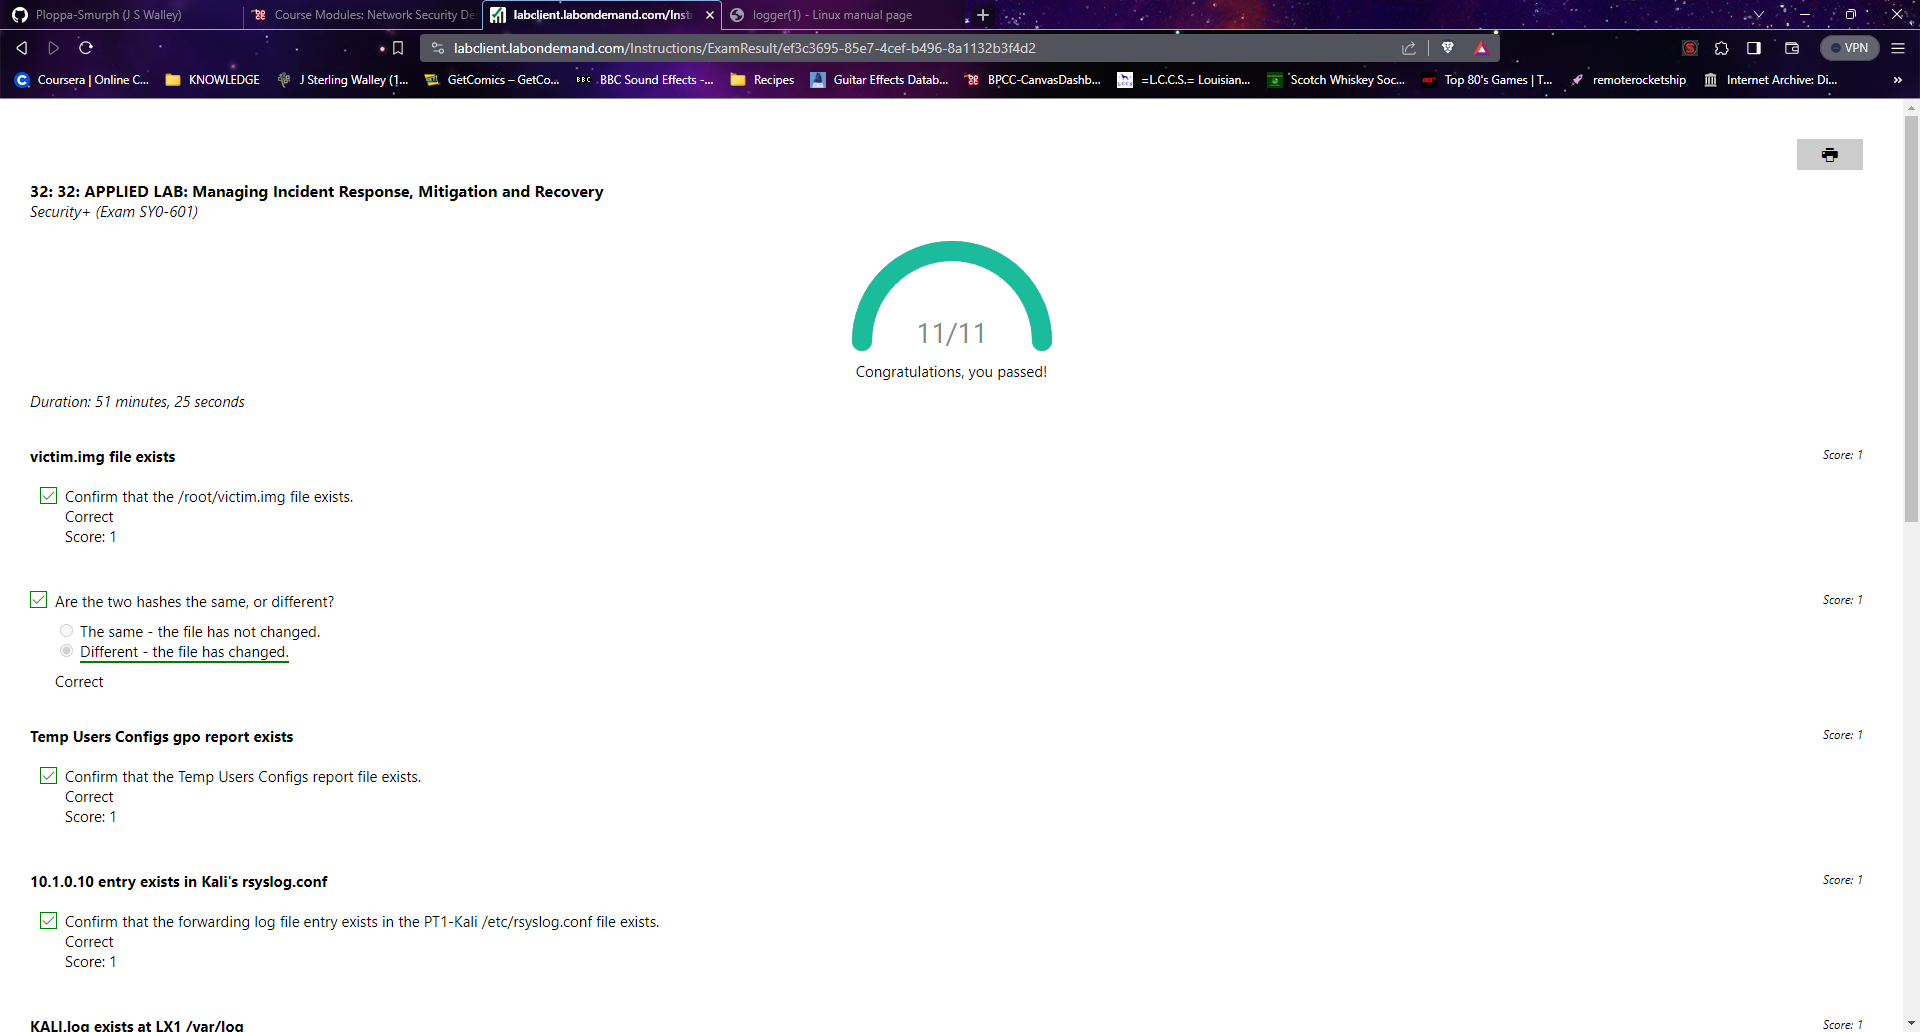 Ploppa-Smurph (J S Walley)
Course Modules: Network Security De
labclient.labondemand.com/Inst
logger(1) - Linux manual page
labclient.labondemand.com/Instructions/ExamResult/ef3c3695-85e7-4cef-b496-8a1132b3f4d2
VPN
Coursera | Online C...
KNOWLEDGE
J Sterling Walley (1...
GetComics – GetCo...
BBC
BBC Sound Effects -...
Recipes
Guitar Effects Datab...
BPCC-CanvasDashb...
=L.C.C.S.= Louisian...
Scotch Whiskey Soc...
Top 80's Games | T...
remoterocketship
Internet Archive: Di...
»
32: 32: APPLIED LAB: Managing Incident Response, Mitigation and Recovery
Security+ (Exam SY0-601)
11/11
Congratulations, you passed!
Duration: 51 minutes, 25 seconds
victim.img file exists
Score: 1
Confirm that the /root/victim.img file exists.
Correct
Score: 1
Are the two hashes the same, or different?
Score: 1
The same - the file has not changed.
Different - the file has changed.
Correct
Temp Users Configs gpo report exists
Score: 1
Confirm that the Temp Users Configs report file exists.
Correct
Score: 1
10.1.0.10 entry exists in Kali's rsyslog.conf
Score: 1
Confirm that the forwarding log file entry exists in the PT1-Kali /etc/rsyslog.conf file exists.
Correct
Score: 1
KALI.log exists at LX1 /var/log
Score: 1